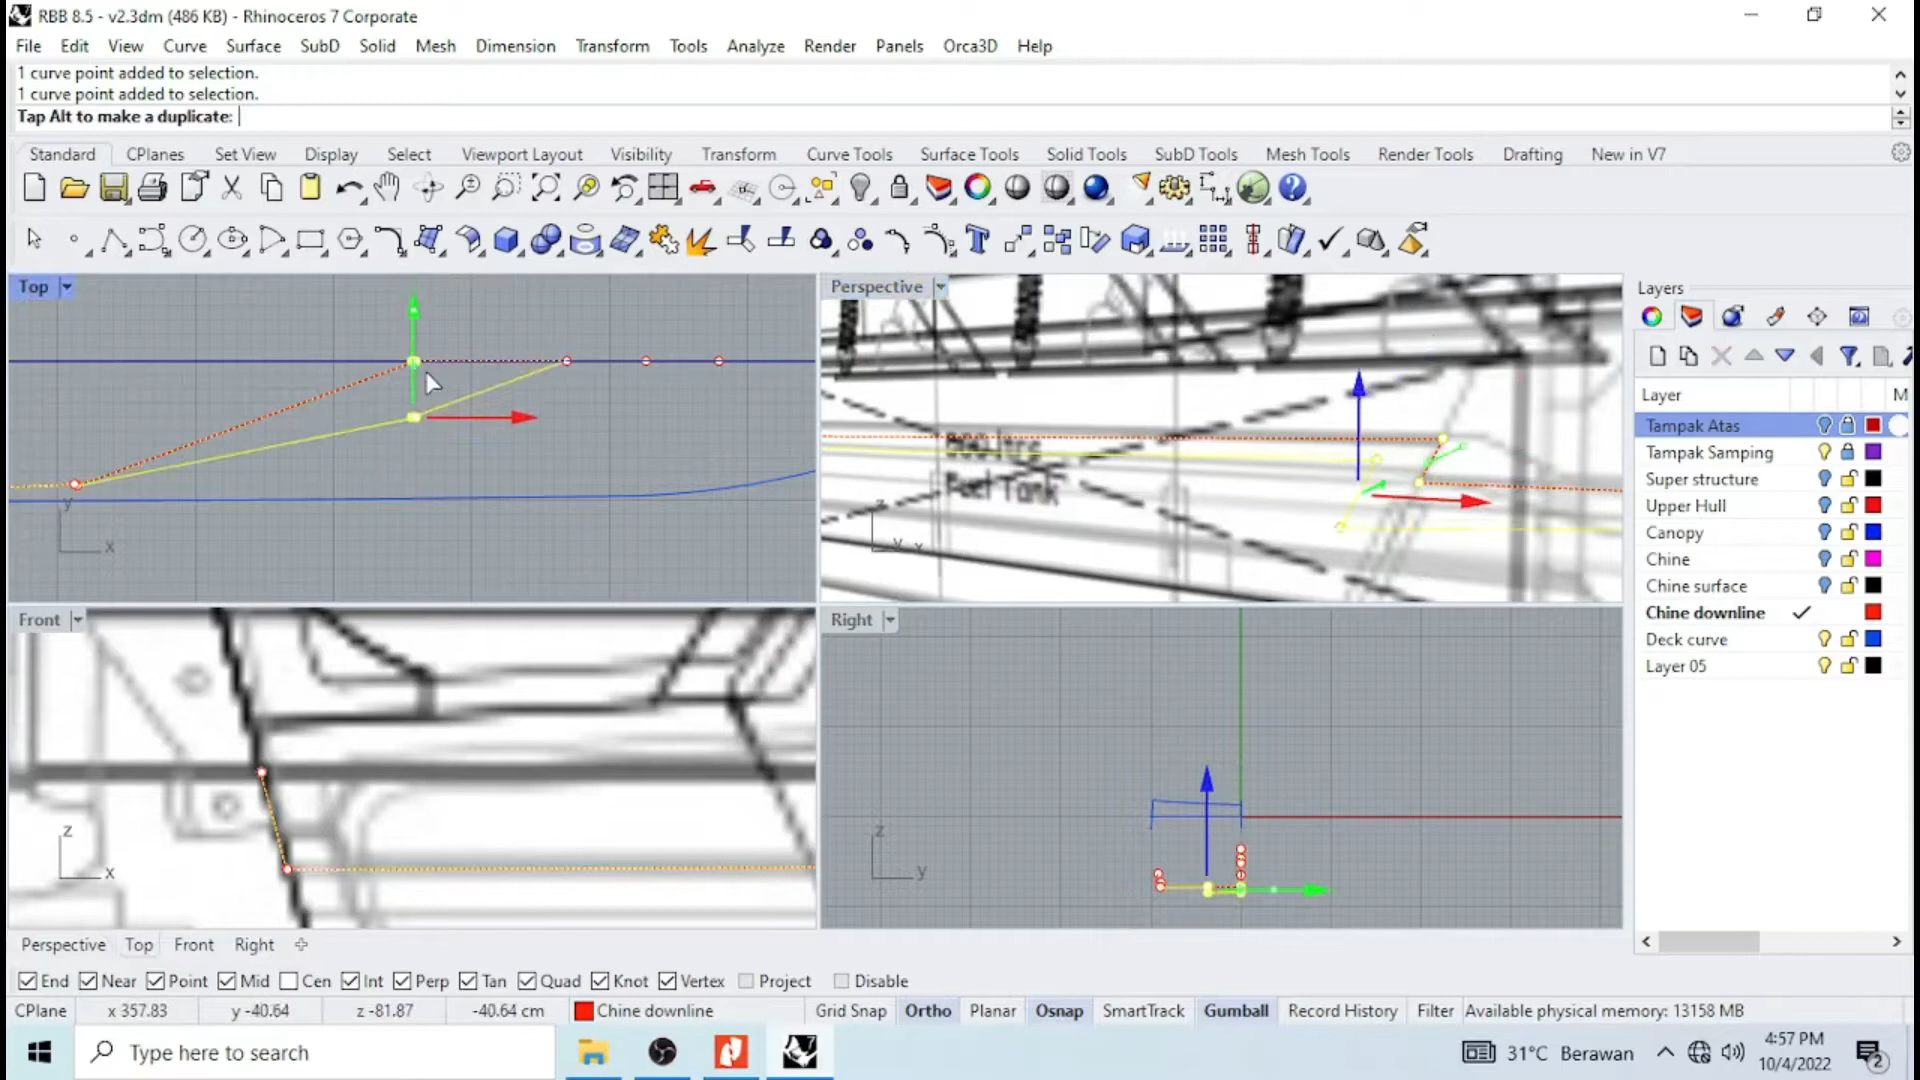 RBB 8.5 - v2.3dm (486 KB) - Rhinoceros 7 Corporate
File Edit View Curve Surface SubD Solid Mesh Dimension Transform Tools Analyze Render Panels Orca3D Help
1 curve point added to selection.
1 curve point added to selection.
Tap Alt to make a duplicate:
Standard CPlanes Set View Display Select Viewport Layout Visibility Transform Curve Tools Surface Tools Solid Tools SubD Tools Mesh Tools Render Tools Drafting New in V7
Top
Perspective
Layers
Layer M
Tampak Atas
Tampak Samping
Super structure
Upper Hull
Canopy
Chine
Chine surface
Chine downline
Deck curve
Layer 05
Fuel Tank
y
x
z
y x
Front
Right
z
x
z
y
Perspective Top Front Right
End Near Point Mid Cen Int Perp Tan Quad Knot Vertex Project Disable
CPlane x 357.83 y -40.64 z -81.87 -40.64 cm Chine downline Grid Snap Ortho Planar Osnap SmartTrack Gumball Record History Filter Available physical memory: 13158 MB
Type here to search
31°C Berawan
4:57 PM
10/4/2022
2